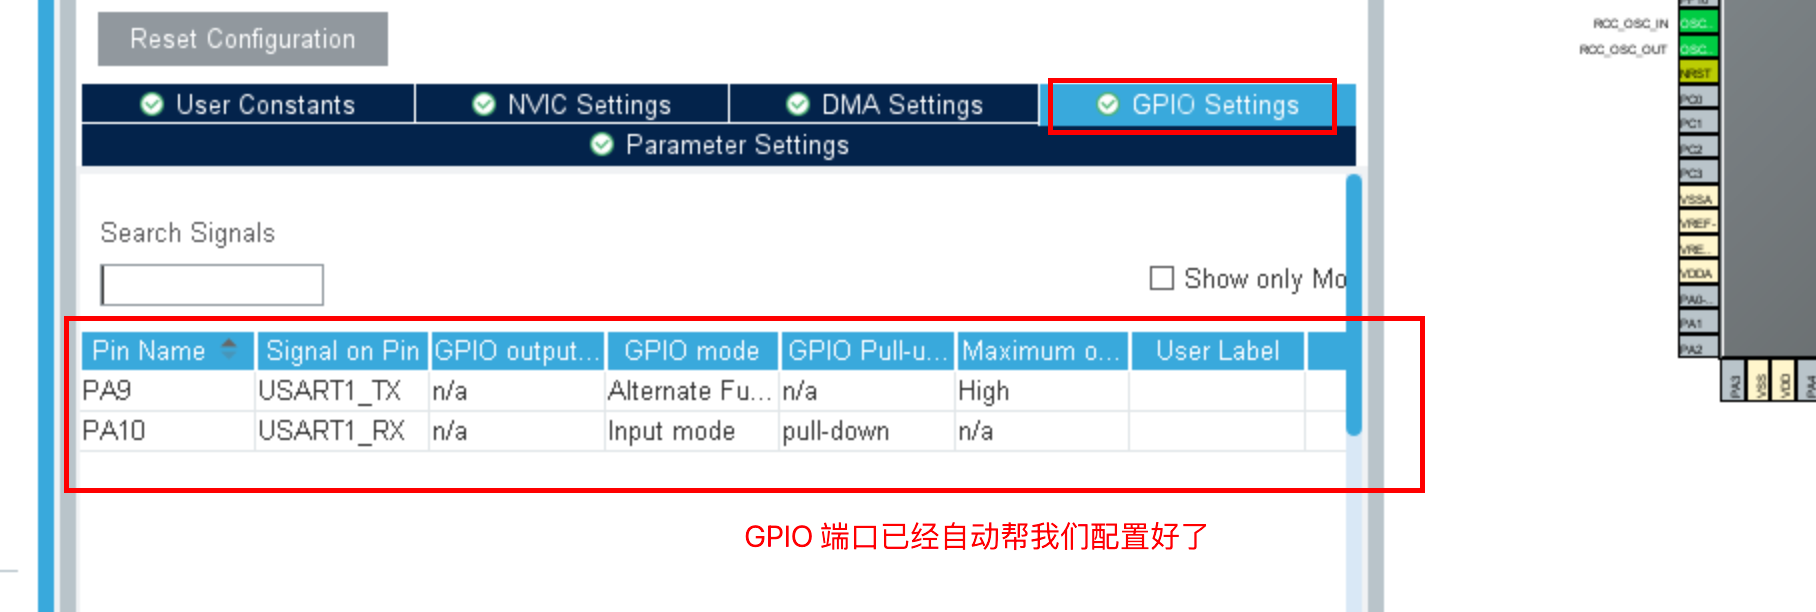 Reset Configuration
User Constants
NVIC Settings
DMA Settings
GPIO Settings
Parameter Settings
Search Signals
Show only Mo
Pin Name Signal on Pin GPIO output... GPIO mode GPIO Pull-u... Maximum o... User Label
PA9 USART1_TX n/a Alternate Fu... n/a High
PA10 USART1_RX n/a Input mode pull-down n/a
GPIO 端口已经自动帮我们配置好了
RCC_OSC_IN OSC..
RCC_OSC_OUT OSC..
NRST
PC0
PC1
PC2
PC3
VSSA
VREF-
VRE..
VDDA
PA0-..
PA1
PA2
PA3
VSS
VDD
PA4